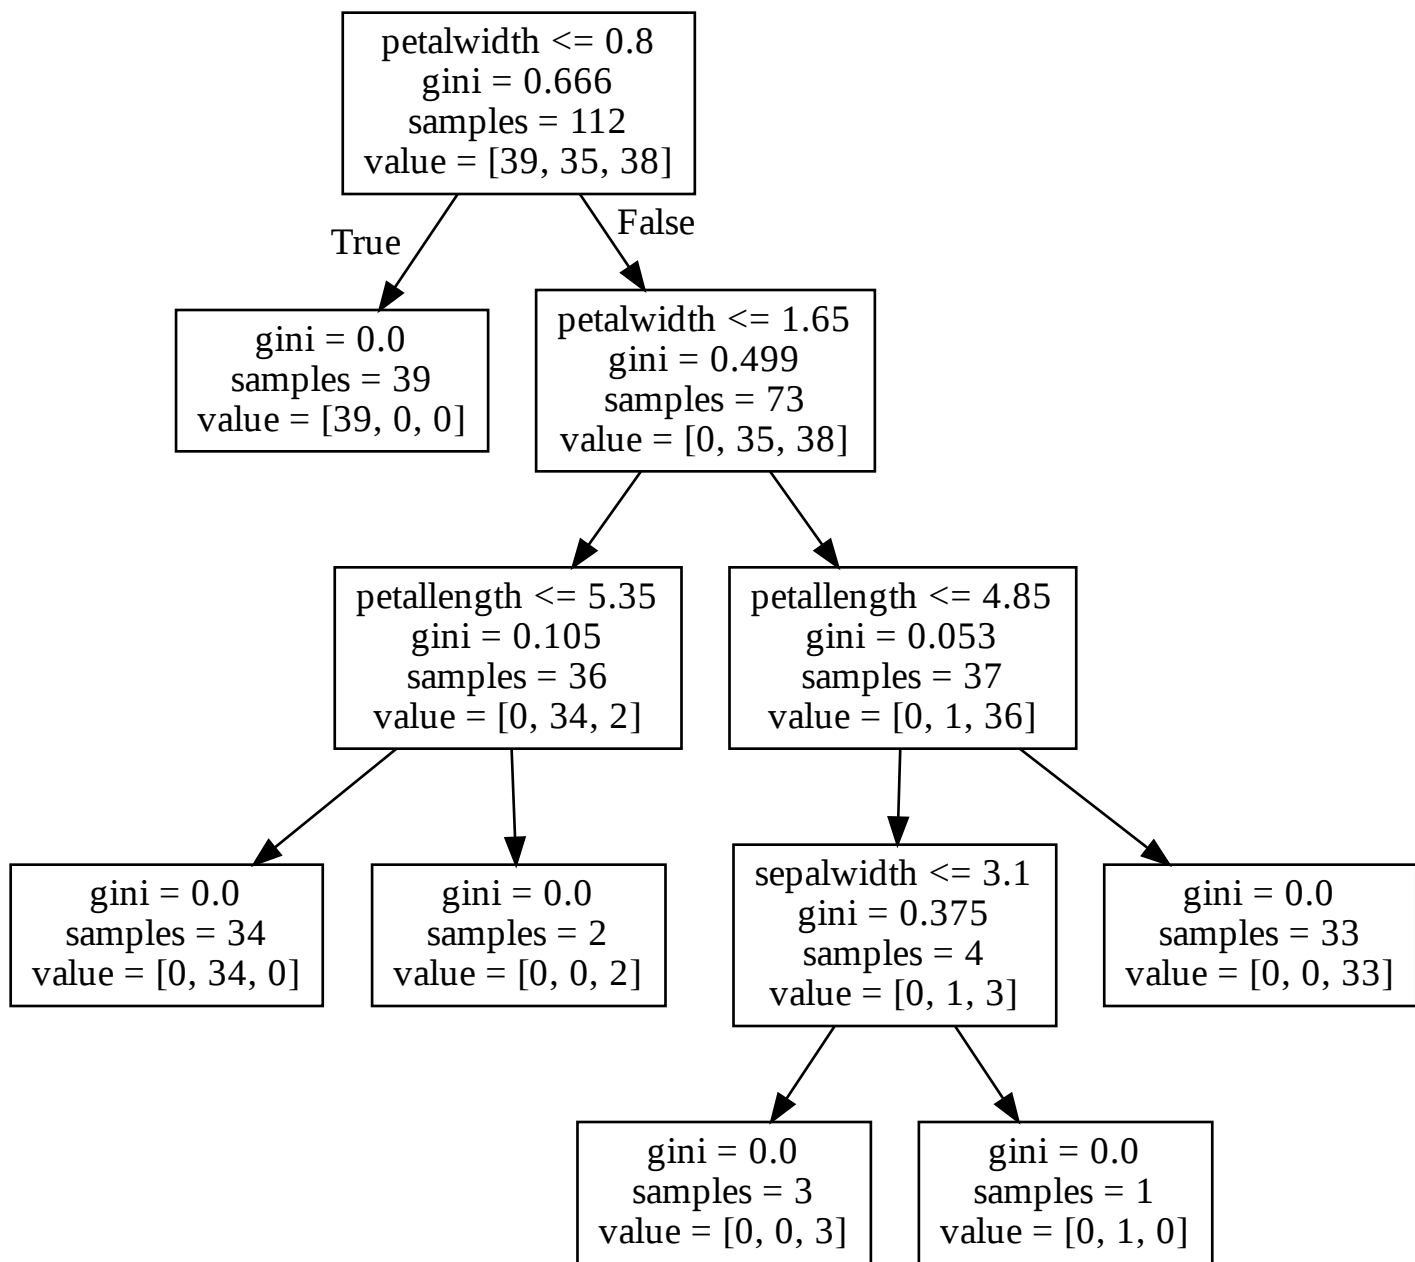 petalwidth <= 0.8
gini = 0.666
samples = 112
value = [39, 35, 38]
True
False
gini = 0.0
samples = 39
value = [39, 0, 0]
petalwidth <= 1.65
gini = 0.499
samples = 73
value = [0, 35, 38]
petallength <= 5.35
gini = 0.105
samples = 36
value = [0, 34, 2]
petallength <= 4.85
gini = 0.053
samples = 37
value = [0, 1, 36]
gini = 0.0
samples = 34
value = [0, 34, 0]
gini = 0.0
samples = 2
value = [0, 0, 2]
sepalwidth <= 3.1
gini = 0.375
samples = 4
value = [0, 1, 3]
gini = 0.0
samples = 33
value = [0, 0, 33]
gini = 0.0
samples = 3
value = [0, 0, 3]
gini = 0.0
samples = 1
value = [0, 1, 0]